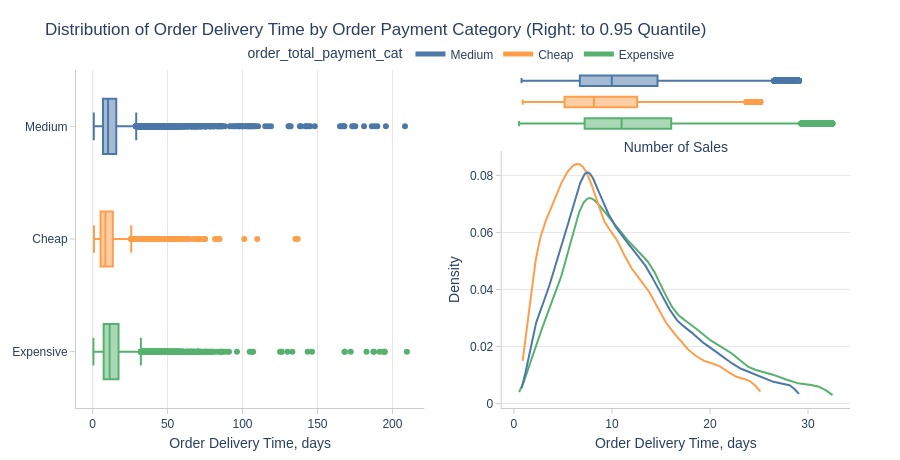 Distribution of Order Delivery Time by Order Payment Category (Right: to 0.95 Quantile)
order_total_payment_cat Medium Cheap Expensive
Medium
Cheap
Expensive
0 50 100 150 200
Order Delivery Time, days
Number of Sales
Density
0.08
0.06
0.04
0.02
0
0 10 20 30
Order Delivery Time, days